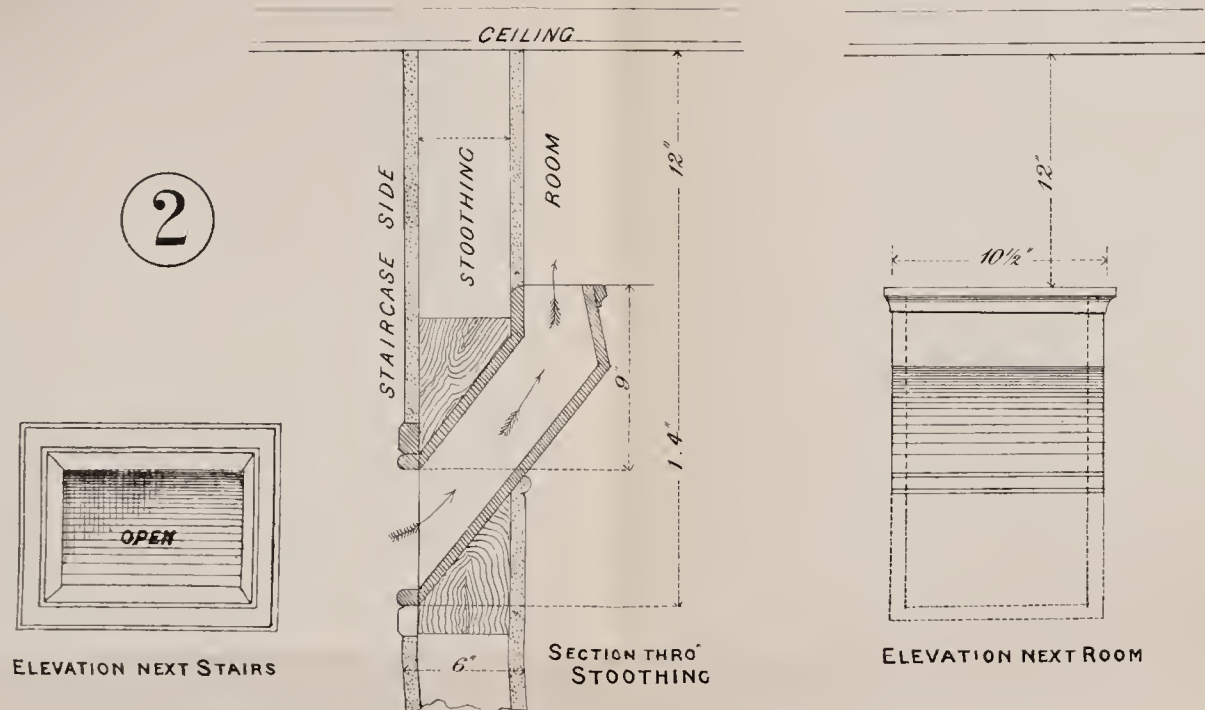 CEILING
2
STAIRCASE SIDE
STOOTHING
ROOM
12"
9"
1.4"
6"
SECTION THRO'
STOOTHING
OPEN
ELEVATION NEXT STAIRS
12"
10½"
ELEVATION NEXT ROOM